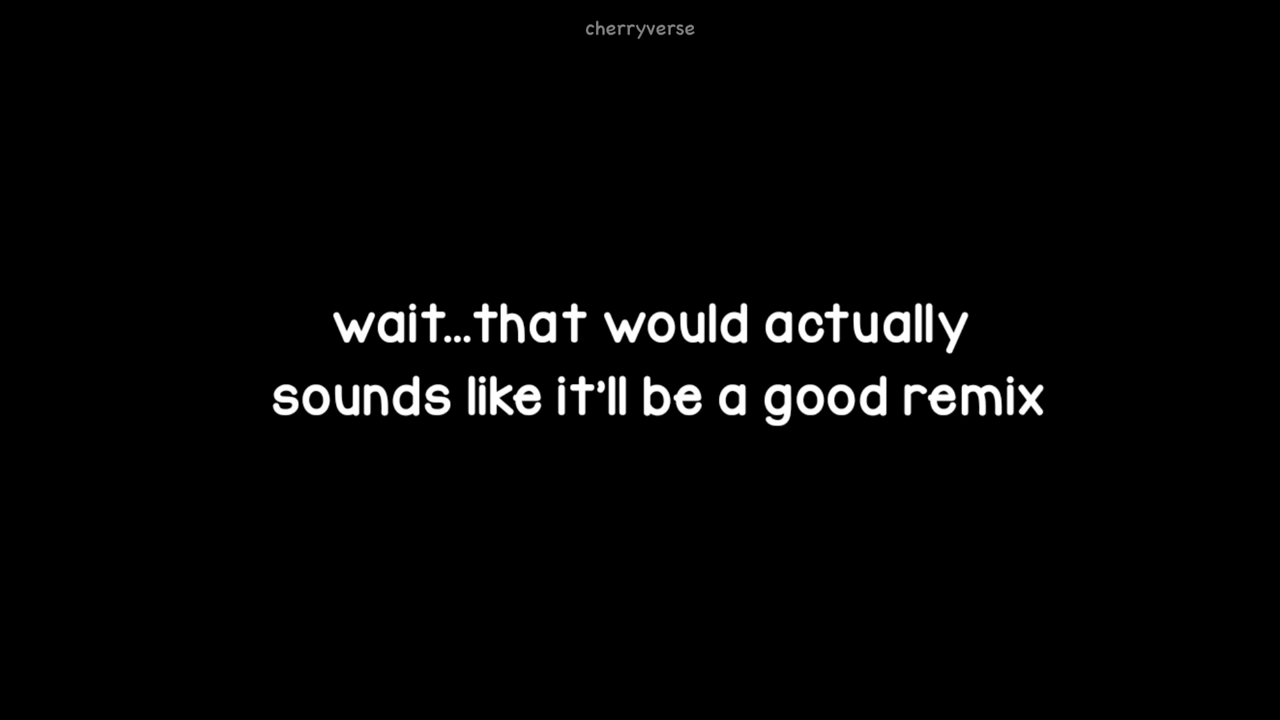 cherryverse
wait...that would actually
sounds like it'll be a good remix